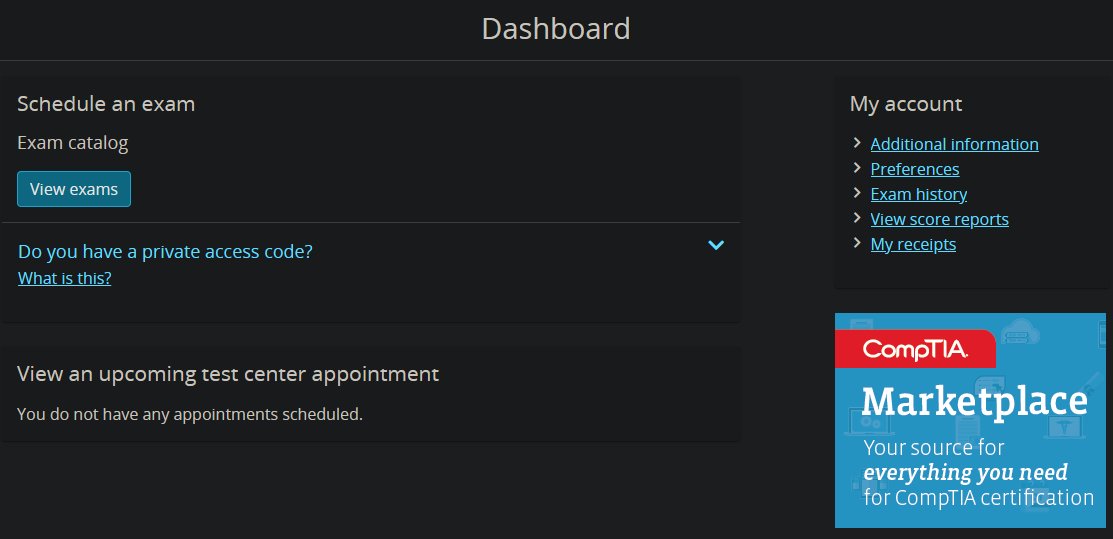 Dashboard
Schedule an exam
Exam catalog
View exams
Do you have a private access code?
What is this?
View an upcoming test center appointment
You do not have any appointments scheduled.
My account
Additional information
Preferences
Exam history
View score reports
My receipts
CompTIA.
Marketplace
Your source for
everything you need
for CompTIA certification